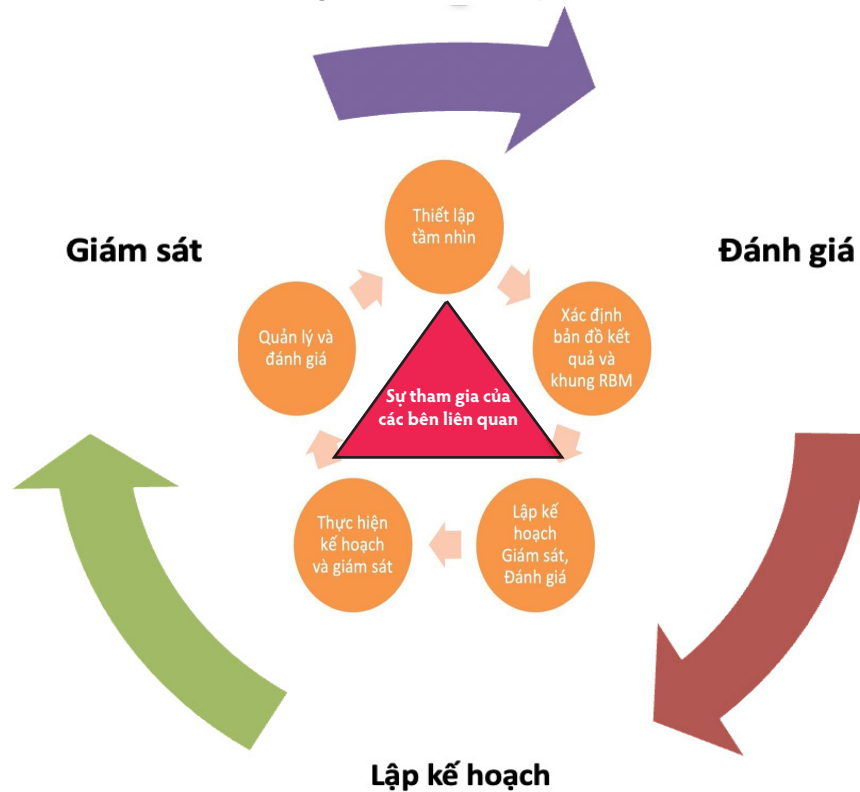 Thiết lập
tầm nhìn
Giám sát
Đánh giá
Quản lý và
đánh giá
Xác định
bản đồ kết
quả và
khung RBM
Sự tham gia của
các bên liên quan
Thực hiện
kế hoạch
và giám sát
Lập kế
hoạch
Giám sát,
Đánh giá
Lập kế hoạch